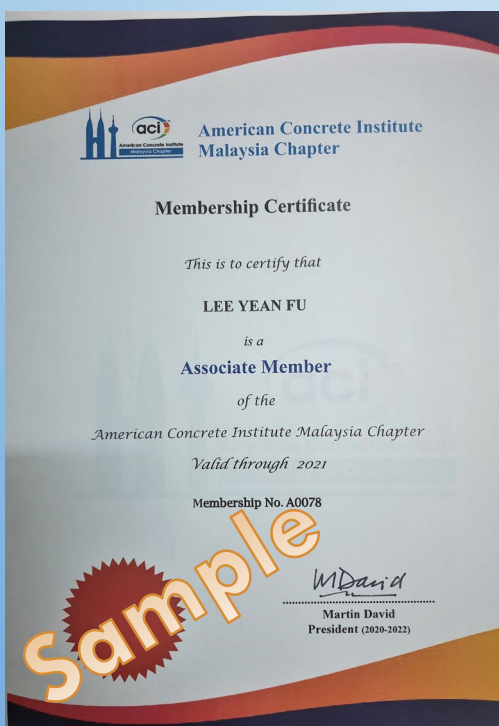 aci
American Concrete Institute
Malaysia Chapter
American Concrete Institute
Malaysia Chapter
Membership Certificate
This is to certify that
LEE YEAN FU
is a
Associate Member
of the
American Concrete Institute Malaysia Chapter
Valid through 2021
Membership No. A0078
Sample
MDavid
Martin David
President (2020-2022)